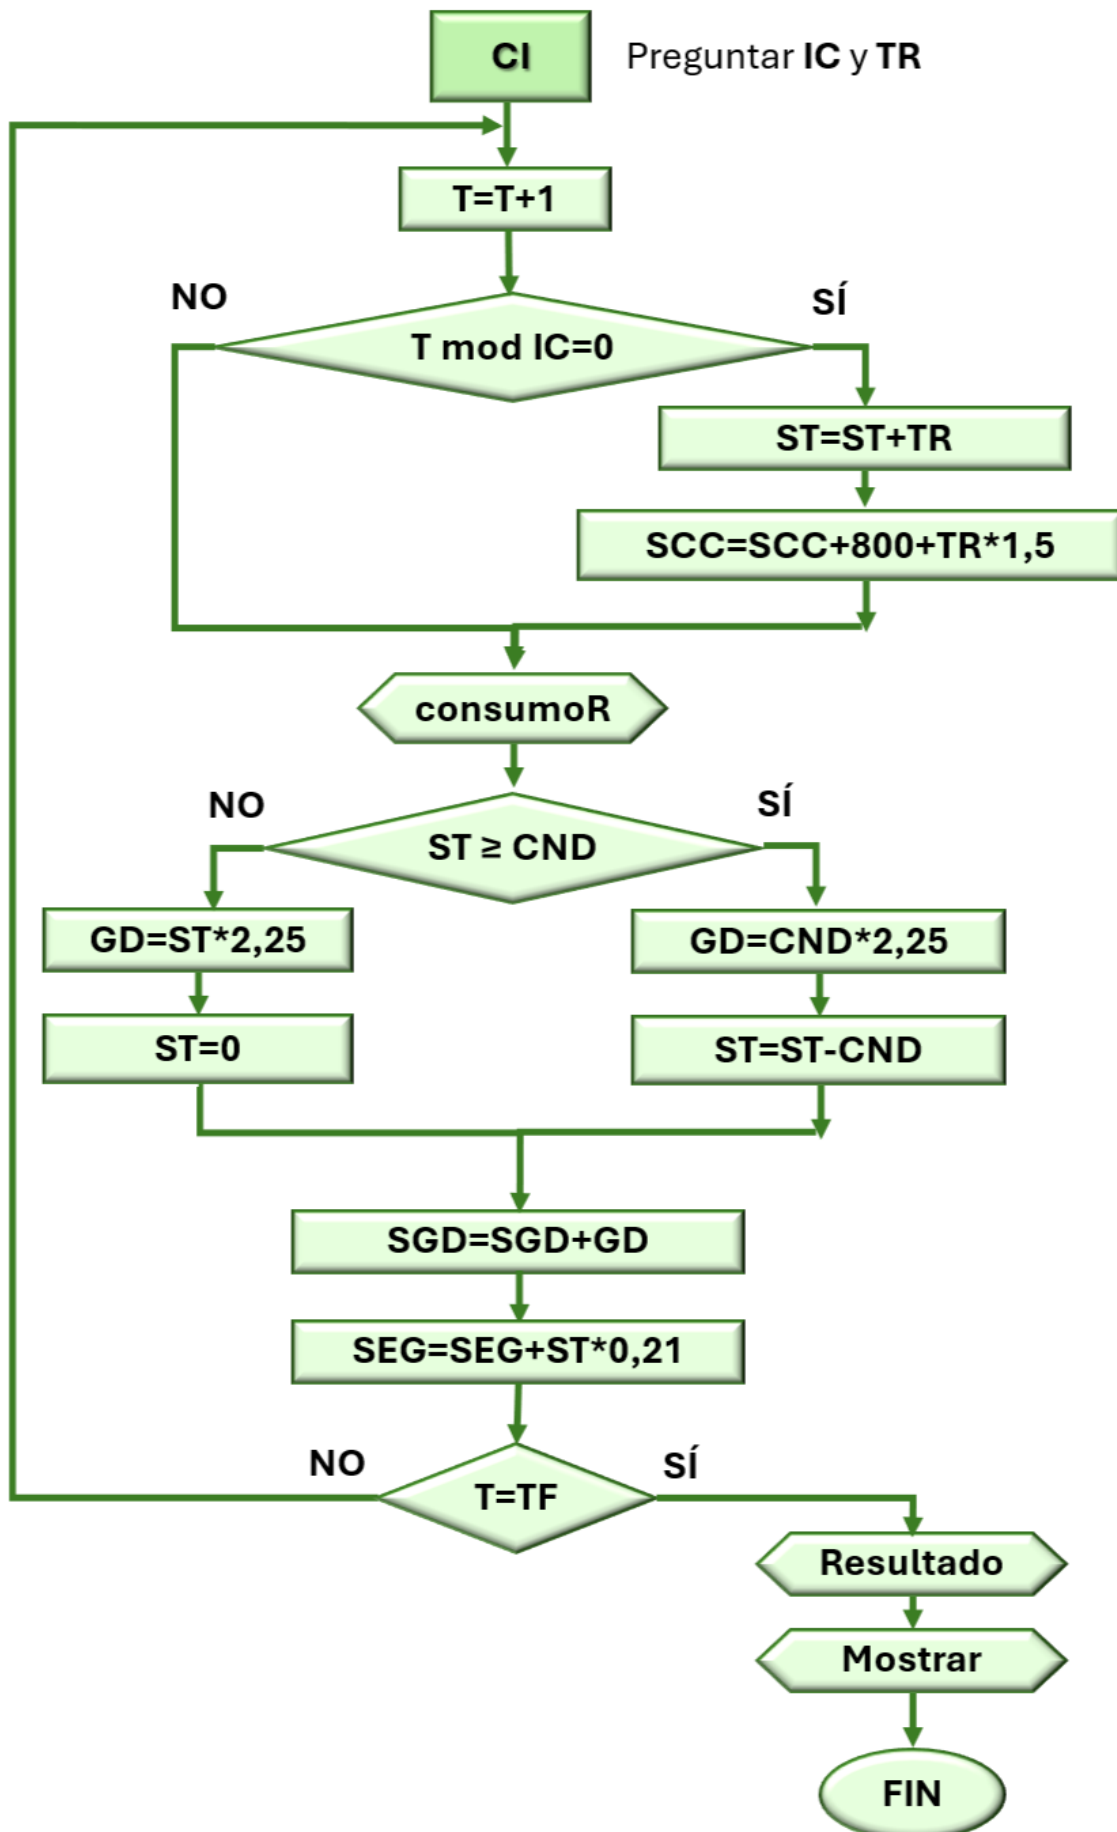 CI
Preguntar IC y TR
T=T+1
NO
SÍ
T mod IC=0
ST=ST+TR
SCC=SCC+800+TR*1,5
consumoR
NO
SÍ
ST ≥ CND
GD=ST*2,25
GD=CND*2,25
ST=0
ST=ST-CND
SGD=SGD+GD
SEG=SEG+ST*0,21
NO
SÍ
T=TF
Resultado
Mostrar
FIN